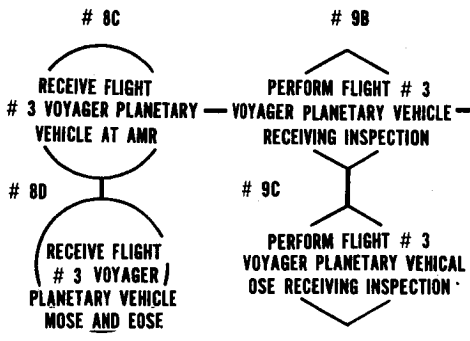 # 8C
# 9B
RECEIVE FLIGHT
# 3 VOYAGER PLANETARY
VEHICLE AT AMR
PERFORM FLIGHT # 3
VOYAGER PLANETARY VEHICLE
RECEIVING INSPECTION
# 8D
# 9C
RECEIVE FLIGHT
# 3 VOYAGER
PLANETARY VEHICLE
MOSE AND EOSE
PERFORM FLIGHT # 3
VOYAGER PLANETARY VEHICAL
OSE RECEIVING INSPECTION